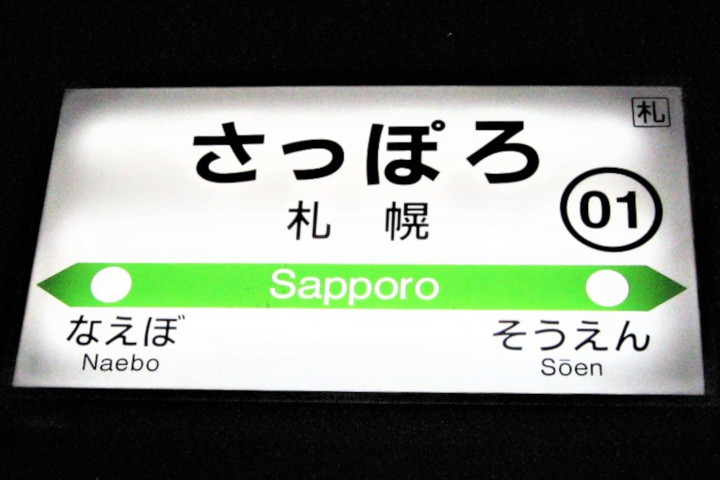 札
さっぽろ
札 幌
01
Sapporo
なえぼ そうえん
Naebo Sōen